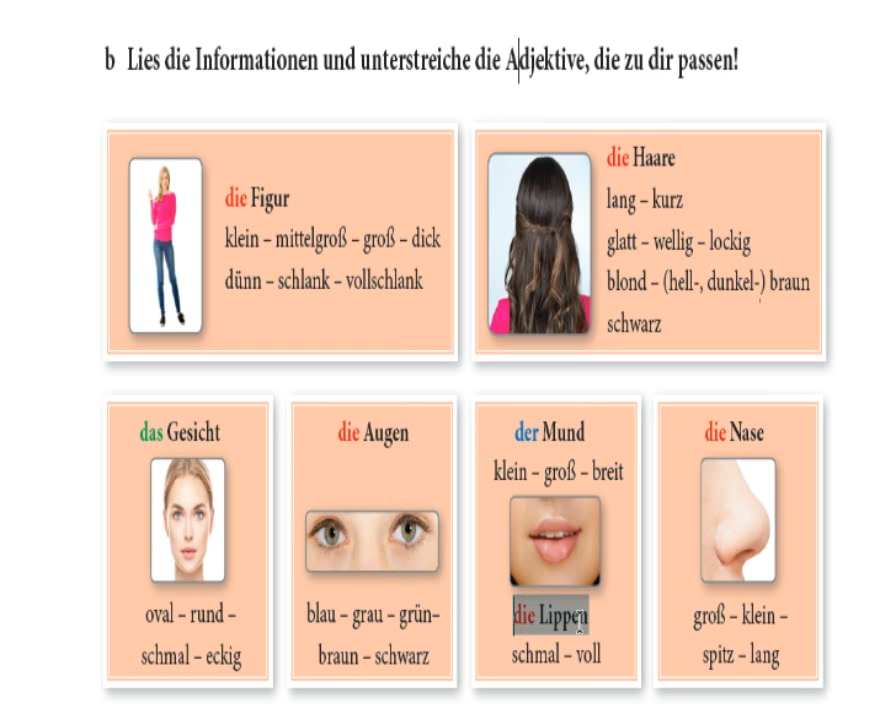 b Lies die Informationen und unterstreiche die Adjektive, die zu dir passen!
die Figur
klein – mittelgroß – groß – dick
dünn – schlank – vollschlank
die Haare
lang – kurz
glatt – wellig – lockig
blond – (hell-, dunkel-) braun
schwarz
das Gesicht
oval – rund –
schmal – eckig
die Augen
blau – grau – grün–
braun – schwarz
der Mund
klein – groß – breit
die Lippen
schmal – voll
die Nase
groß – klein –
spitz – lang